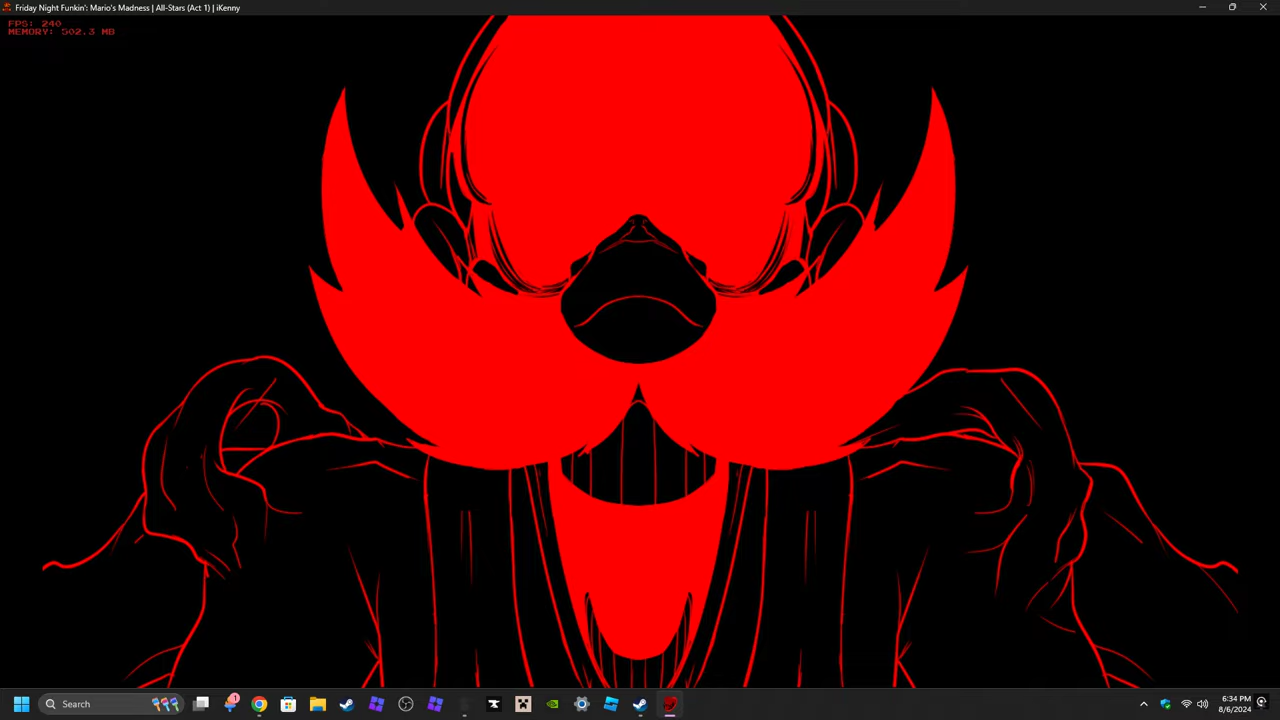 Friday Night Funkin': Mario's Madness | All-Stars (Act 1) | iKenny
FPS: 240
MEMORY: 502.3 MB
Search
1
6:34 PM
8/6/2024